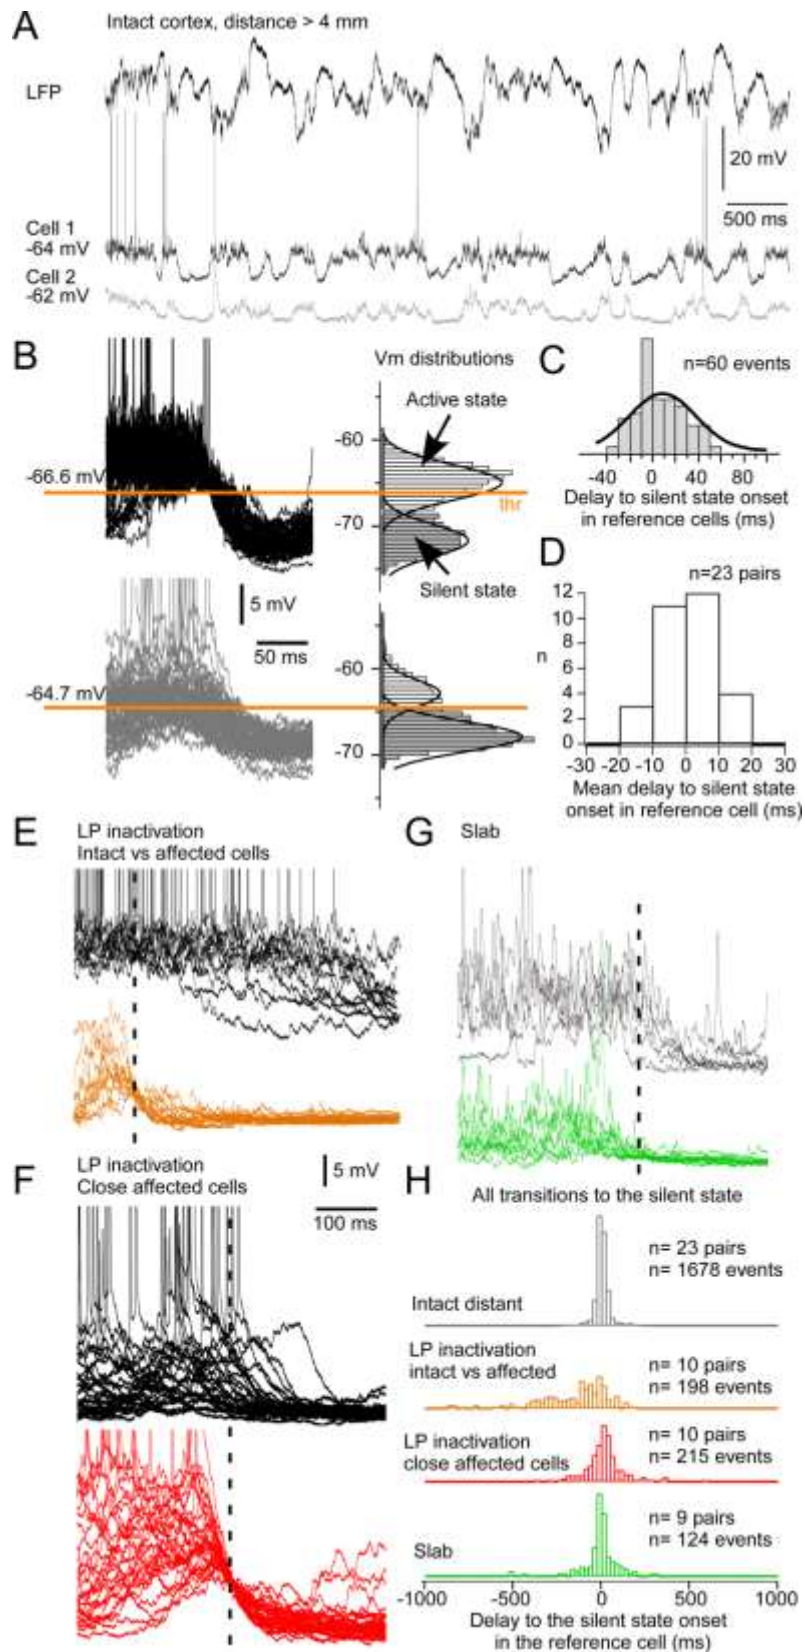 A
Intact cortex, distance > 4 mm
LFP
20 mV
500 ms
Cell 1
-64 mV
Cell 2
-62 mV
B
Vm distributions
Active state
-60
-66.6 mV
thr
-70
Silent state
5 mV
50 ms
-60
-64.7 mV
-70
C
n=60 events
-40 0 40 80
Delay to silent state onset
in reference cells (ms)
D
n=23 pairs
12
10
8
n
6
4
2
0
-30 -20 -10 0 10 20 30
Mean delay to silent state
onset in reference cell (ms)
E
LP inactivation
Intact vs affected cells
G
Slab
F
LP inactivation
Close affected cells
5 mV
100 ms
H
All transitions to the silent state
n= 23 pairs
n= 1678 events
Intact distant
LP inactivation
intact vs affected
n= 10 pairs
n= 198 events
LP inactivation
close affected cells
n= 10 pairs
n= 215 events
Slab
n= 9 pairs
n= 124 events
-1000 -500 0 500 1000
Delay to the silent state onset
in the reference cell (ms)